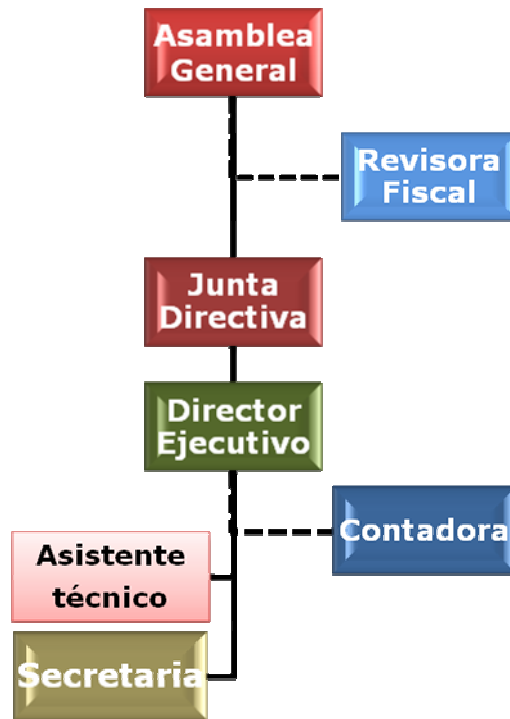 Asamblea
General
Revisora
Fiscal
Junta
Directiva
Director
Ejecutivo
Contadora
Asistente
técnico
Secretaria